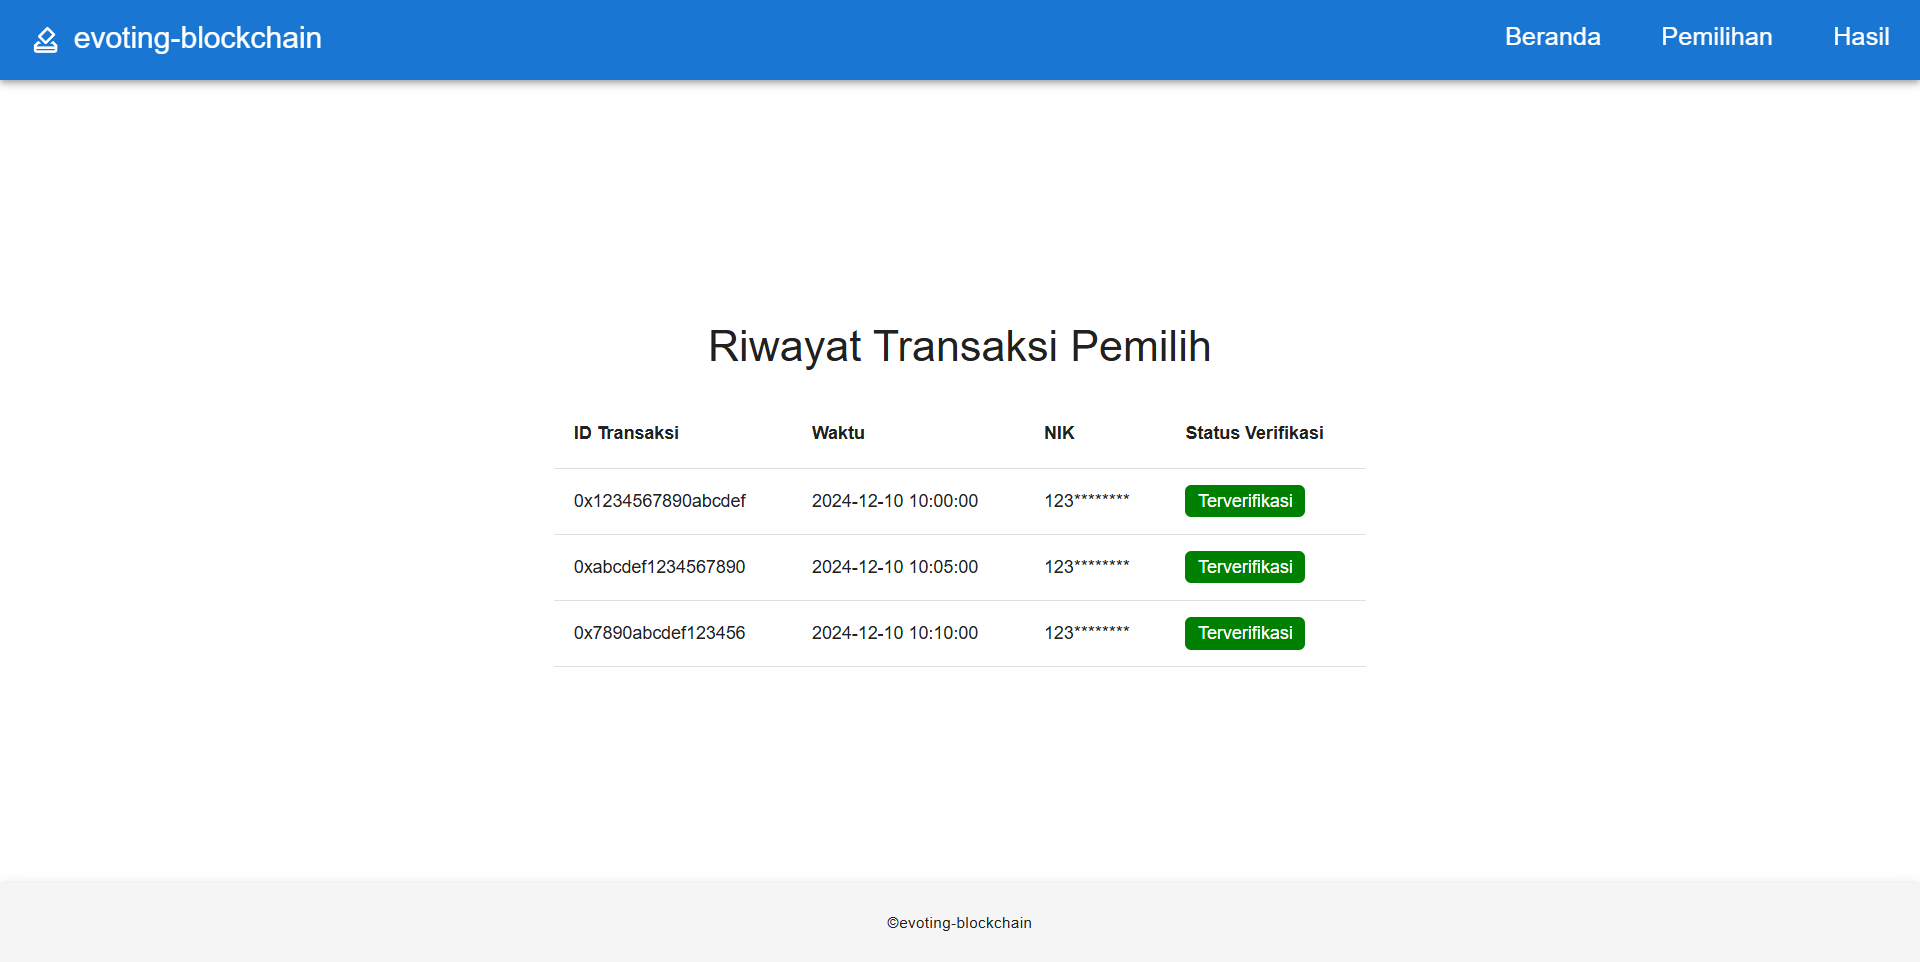 evoting-blockchain Beranda Pemilihan Hasil
Riwayat Transaksi Pemilih
ID Transaksi Waktu NIK Status Verifikasi
0x1234567890abcdef 2024-12-10 10:00:00 123******** Terverifikasi
0xabcdef1234567890 2024-12-10 10:05:00 123******** Terverifikasi
0x7890abcdef123456 2024-12-10 10:10:00 123******** Terverifikasi
©evoting-blockchain